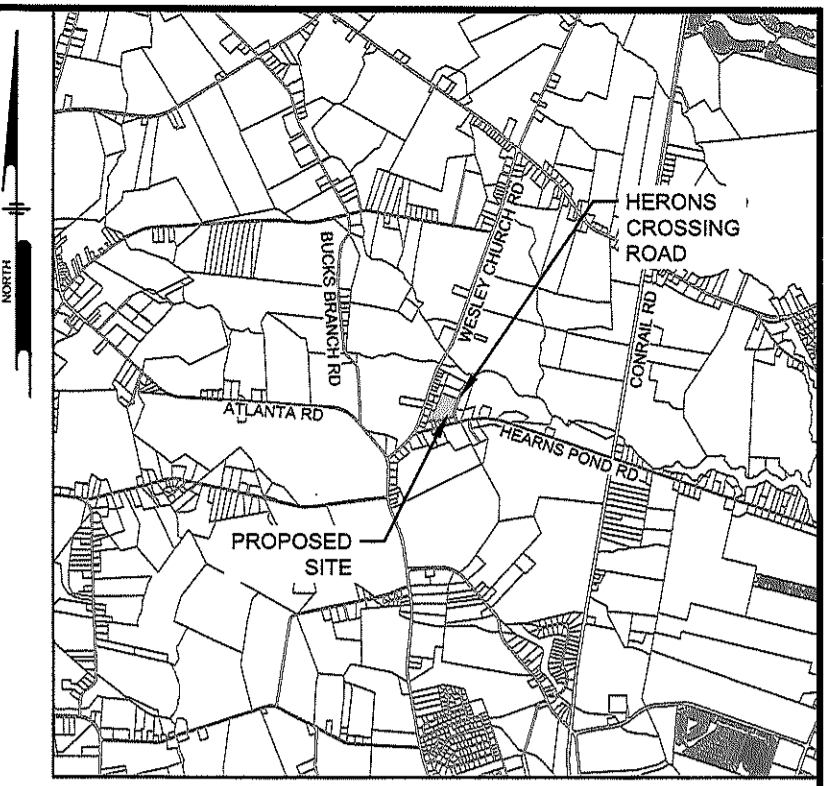 NORTH
HERONS
CROSSING
ROAD
WESLEY CHURCH RD
BUCKS BRANCH RD
CONRAIL RD
ATLANTA RD
HEARNS POND RD
PROPOSED
SITE